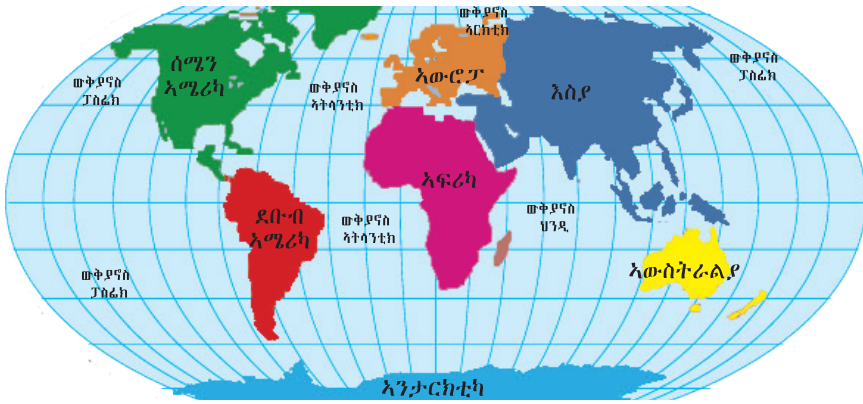 ውቅያኖስ
ኣርክቲክ
ሰሜን
ኣሜሪካ
ኣውሮፓ
ውቅያኖስ
ፓስፊክ
ውቅያኖስ
ፓስፊክ
ውቅያኖስ
ኣትላንቲክ
እስያ
ኣፍሪካ
ደቡብ
ኣሜሪካ
ውቅያኖስ
ኣትላንቲክ
ውቅያኖስ
ህንዲ
ኣውስትራልያ
ውቅያኖስ
ፓስፊክ
ኣንታርክቲካ